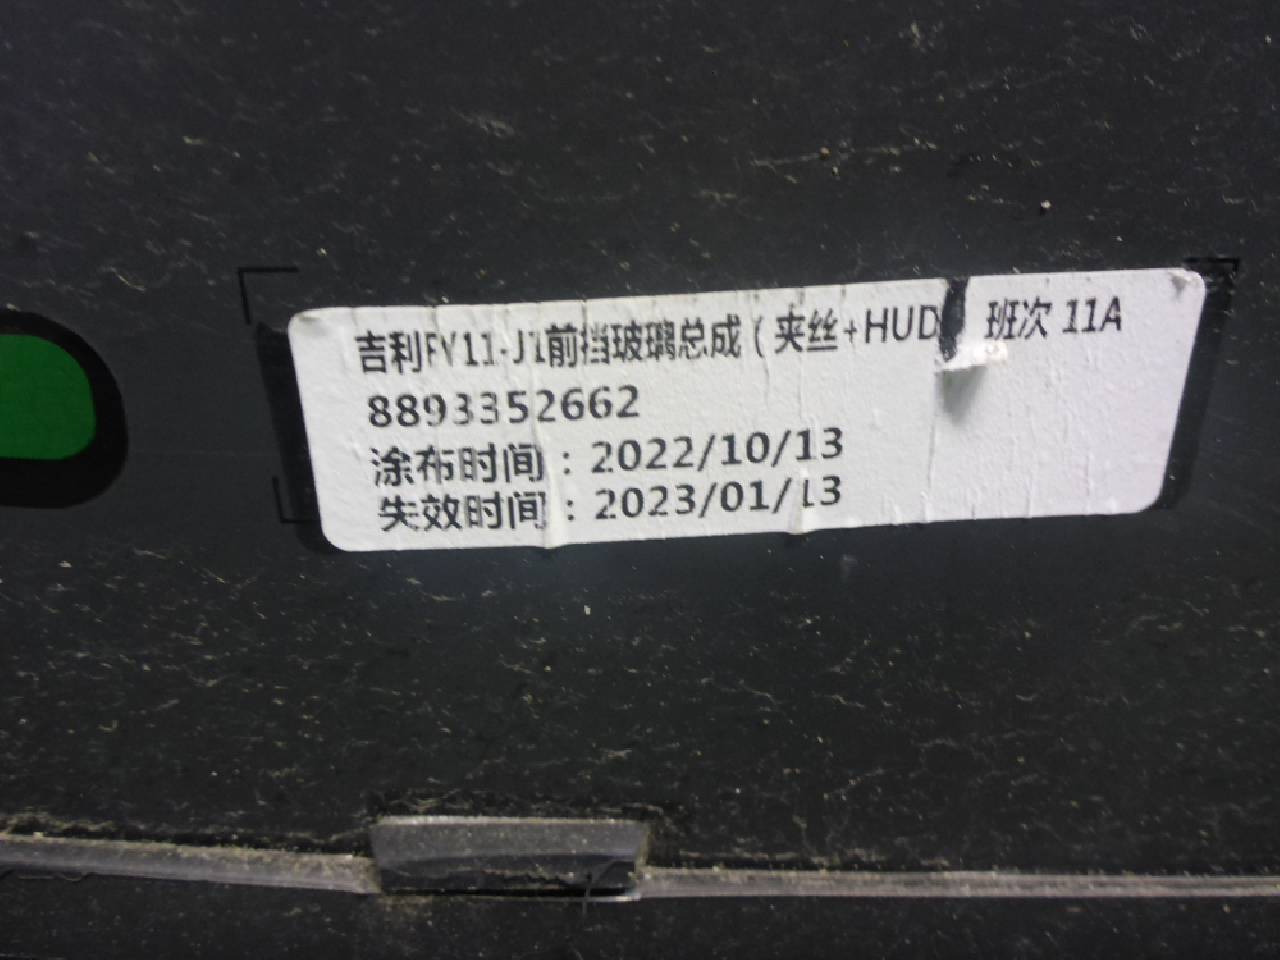 吉利FY11-J1前挡玻璃总成(夹丝+HUD 班次 11A
8893352662
涂布时间:2022/10/13
失效时间:2023/01/13